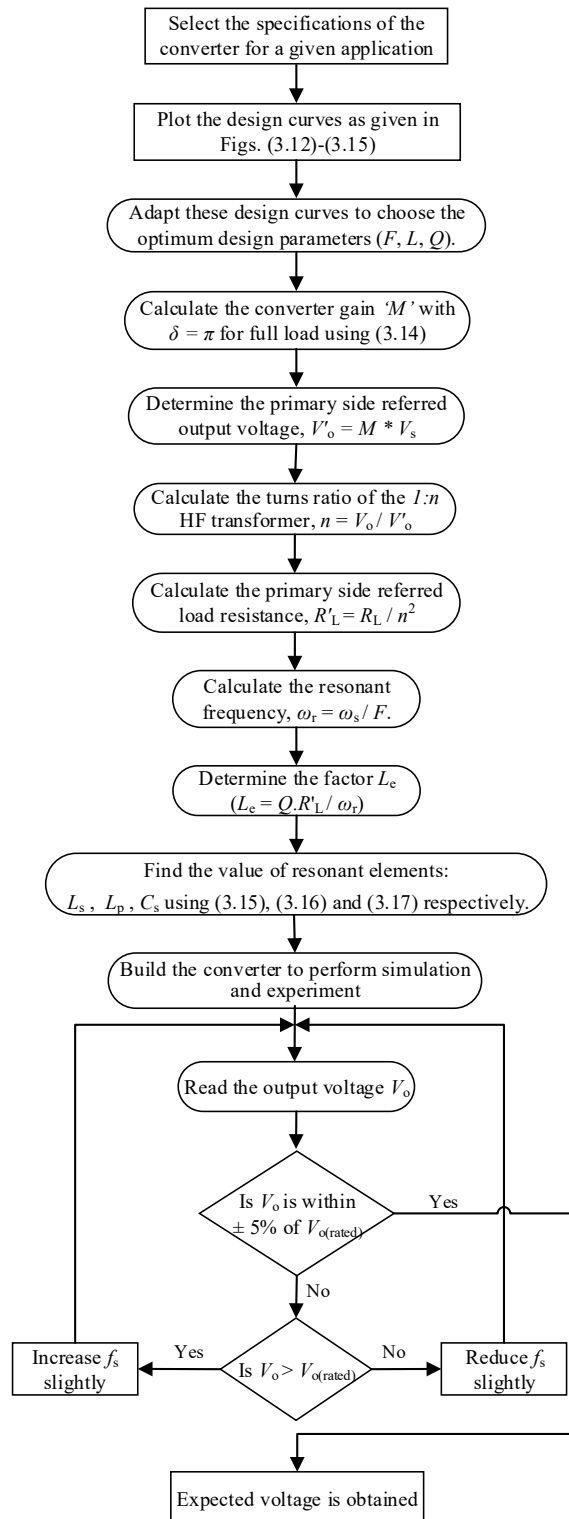 Select the specifications of the
converter for a given application
Plot the design curves as given in
Figs. (3.12)-(3.15)
Adapt these design curves to choose the
optimum design parameters (F, L, Q).
Calculate the converter gain ‘M’ with
δ = π for full load using (3.14)
Determine the primary side referred
output voltage, V'ₒ = M * Vₛ
Calculate the turns ratio of the 1:n
HF transformer, n = Vₒ / V'ₒ
Calculate the primary side referred
load resistance, R'L = RL / n²
Calculate the resonant
frequency, ωr = ωs / F.
Determine the factor Le
(Le = Q.R'L / ωr)
Find the value of resonant elements:
Ls , Lp , Cs using (3.15), (3.16) and (3.17) respectively.
Build the converter to perform simulation
and experiment
Read the output voltage Vo
Is Vo is within
± 5% of Vo(rated)
Yes
No
Is Vo > Vo(rated)
Yes
No
Increase fs
slightly
Reduce fs
slightly
Expected voltage is obtained